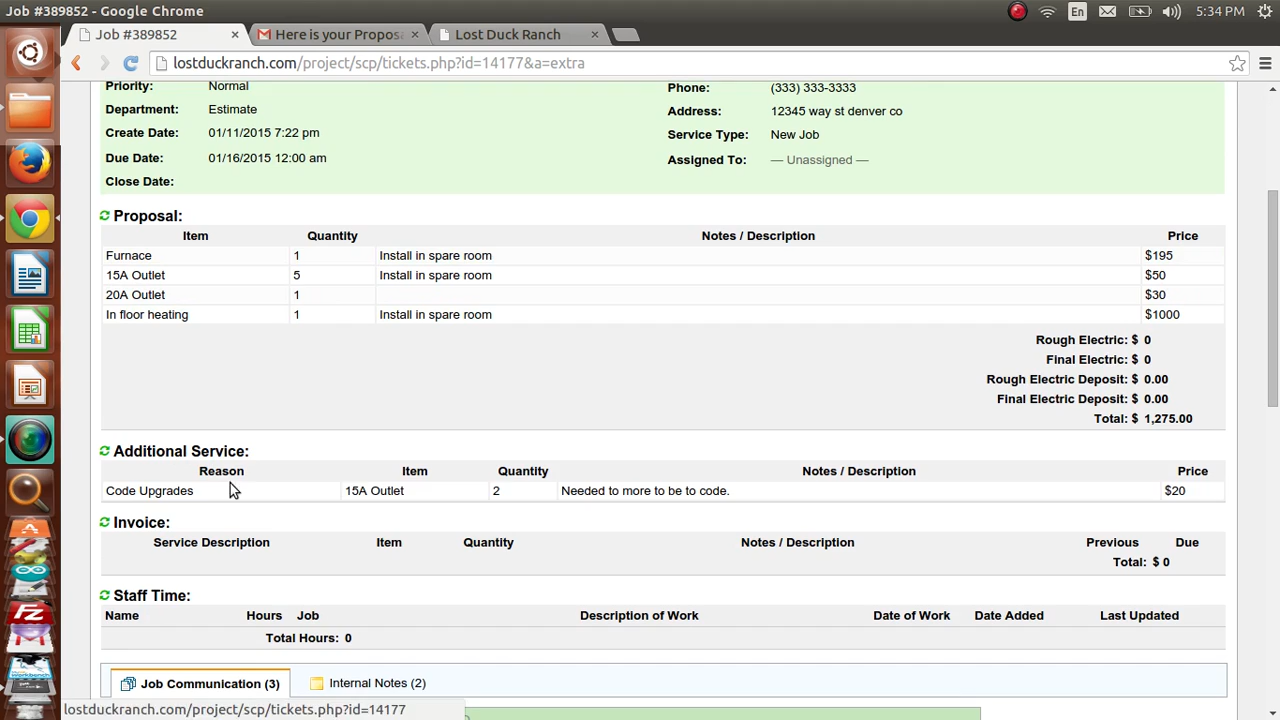 Job #389852 - Google Chrome
En
5:34 PM
Job #389852
Here is your Propos
Lost Duck Ranch
lostduckranch.com/project/scp/tickets.php?id=14177&a=extra
Priority: Normal
Phone: (333) 333-3333
Department: Estimate
Address: 12345 way st denver co
Create Date: 01/11/2015 7:22 pm
Service Type: New Job
Due Date: 01/16/2015 12:00 am
Assigned To: — Unassigned —
Close Date:
Proposal:
Item Quantity Notes / Description Price
Furnace 1 Install in spare room $195
15A Outlet 5 Install in spare room $50
20A Outlet 1 $30
In floor heating 1 Install in spare room $1000
Rough Electric: $ 0
Final Electric: $ 0
Rough Electric Deposit: $ 0.00
Final Electric Deposit: $ 0.00
Total: $ 1,275.00
Additional Service:
Reason Item Quantity Notes / Description Price
Code Upgrades 15A Outlet 2 Needed to more to be to code. $20
Invoice:
Service Description Item Quantity Notes / Description Previous Due
Total: $ 0
Staff Time:
Name Hours Job Description of Work Date of Work Date Added Last Updated
Total Hours: 0
Job Communication (3)
Internal Notes (2)
lostduckranch.com/project/scp/tickets.php?id=14177